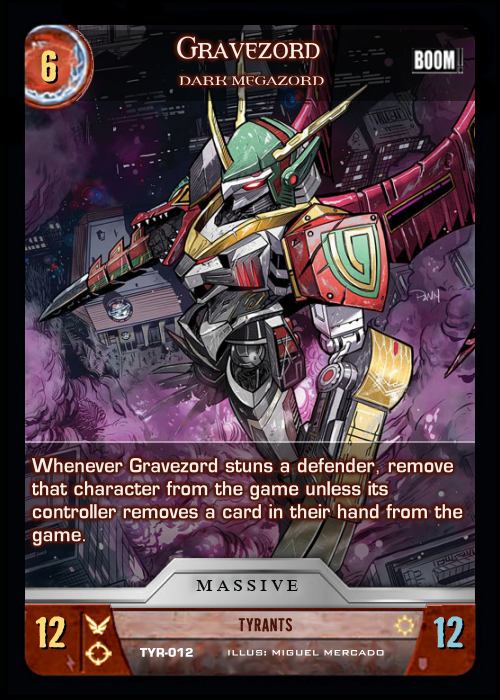 6
GRAVEZORD
DARK MEGAZORD
BOOM!
Whenever Gravezord stuns a defender, remove
that character from the game unless its
controller removes a card in their hand from the
game.
MASSIVE
12
TYRANTS
12
TYR-012
ILLUS: MIGUEL MERCADO